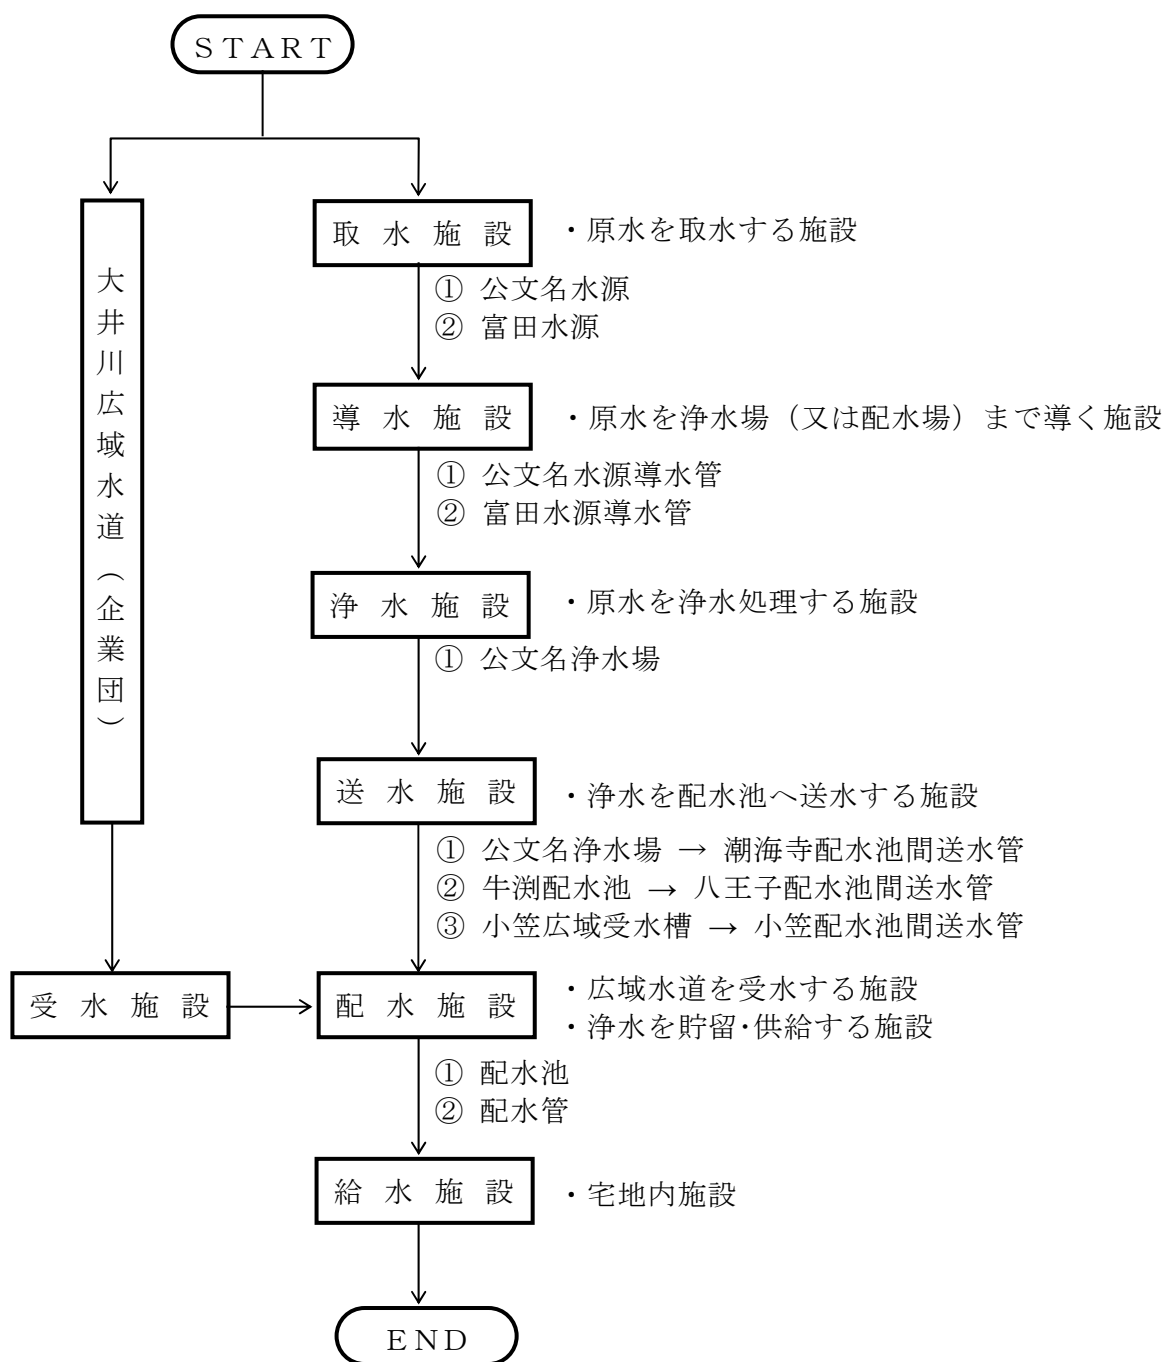 START
大井川広域水道（企業団）
取水施設
・原水を取水する施設
① 公文名水源
② 富田水源
導水施設
・原水を浄水場（又は配水場）まで導く施設
① 公文名水源導水管
② 富田水源導水管
浄水施設
・原水を浄水処理する施設
① 公文名浄水場
送水施設
・浄水を配水池へ送水する施設
① 公文名浄水場 → 潮海寺配水池間送水管
② 牛渕配水池 → 八王子配水池間送水管
③ 小笠広域受水槽 → 小笠配水池間送水管
受水施設
配水施設
・広域水道を受水する施設
・浄水を貯留・供給する施設
① 配水池
② 配水管
給水施設
・宅地内施設
END